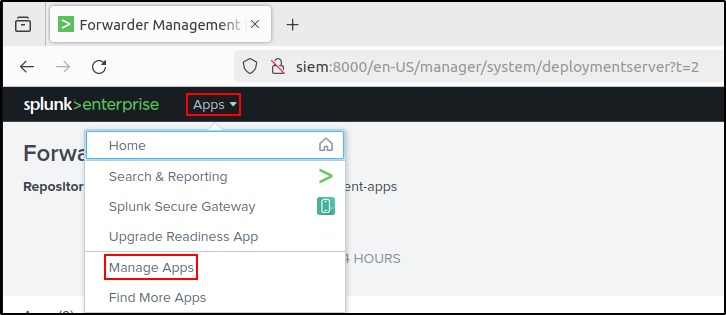 Forwarder Management
siem:8000/en-US/manager/system/deploymentserver?t=2
splunk>enterprise Apps
Home
Forwa
Search & Reporting
Repositor ent-apps
Splunk Secure Gateway
Upgrade Readiness App
HOURS
Manage Apps
Find More Apps